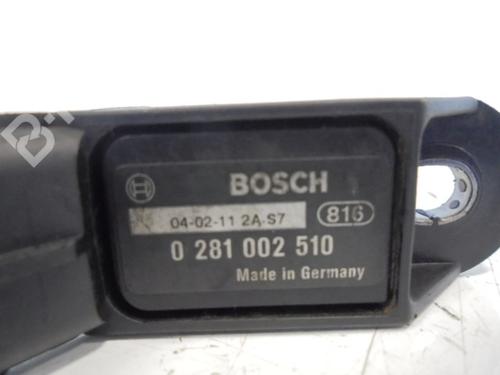 BOSCH
04-02-11 2A-S7
816
0 281 002 510
Made in Germany